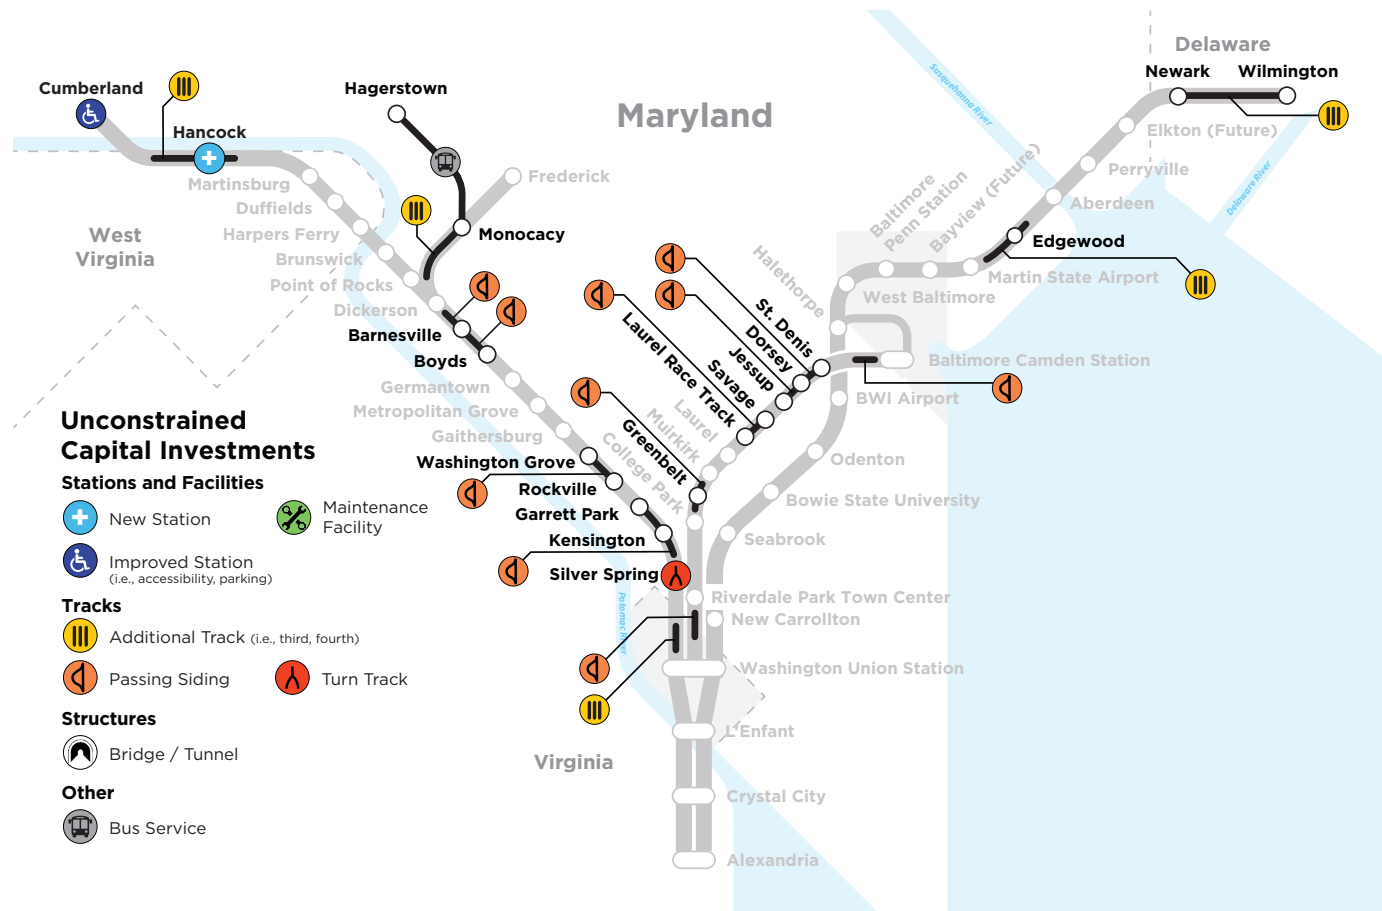 Delaware
Newark
Wilmington
Cumberland
Hagerstown
Maryland
Susquehanna River
Hancock
Elkton (Future)
Perryville
Delaware River
Martinsburg
Frederick
Aberdeen
Duffields
Baltimore
Penn Station
Bayview (Future)
Harpers Ferry
Monocacy
Edgewood
West
Virginia
Brunswick
Martin State Airport
Point of Rocks
Halethorpe
West Baltimore
Dickerson
St. Denis
Dorsey
Jessup
Savage
Laurel Race Track
Barnesville
Boyds
Baltimore Camden Station
Germantown
BWI Airport
Metropolitan Grove
Laurel
Muirkirk
Greenbelt
College Park
Gaithersburg
Unconstrained
Capital Investments
Washington Grove
Odenton
Stations and Facilities
Rockville
Bowie State University
New Station
Maintenance
Facility
Garrett Park
Kensington
Seabrook
Improved Station
(i.e., accessibility, parking)
Silver Spring
Tracks
Riverdale Park Town Center
New Carrollton
Potomac River
Additional Track (i.e., third, fourth)
Washington Union Station
Passing Siding
Turn Track
Structures
L'Enfant
Bridge / Tunnel
Virginia
Other
Crystal City
Bus Service
Alexandria